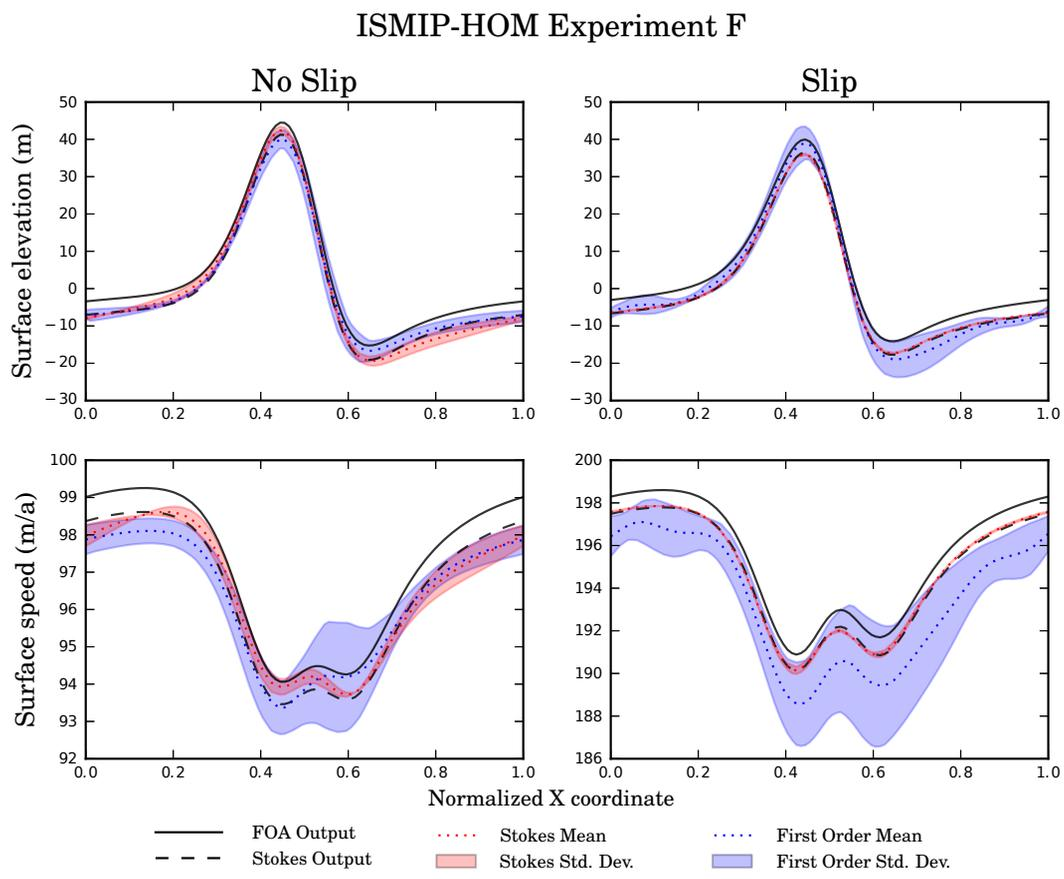 ISMIP-HOM Experiment F
No Slip
Slip
Surface elevation (m)
50
40
30
20
10
0
−10
−20
−30
0.0 0.2 0.4 0.6 0.8 1.0
50
40
30
20
10
0
−10
−20
−30
0.0 0.2 0.4 0.6 0.8 1.0
Surface speed (m/a)
100
99
98
97
96
95
94
93
92
0.0 0.2 0.4 0.6 0.8 1.0
200
198
196
194
192
190
188
186
0.0 0.2 0.4 0.6 0.8 1.0
Normalized X coordinate
FOA Output
Stokes Output
Stokes Mean
Stokes Std. Dev.
First Order Mean
First Order Std. Dev.